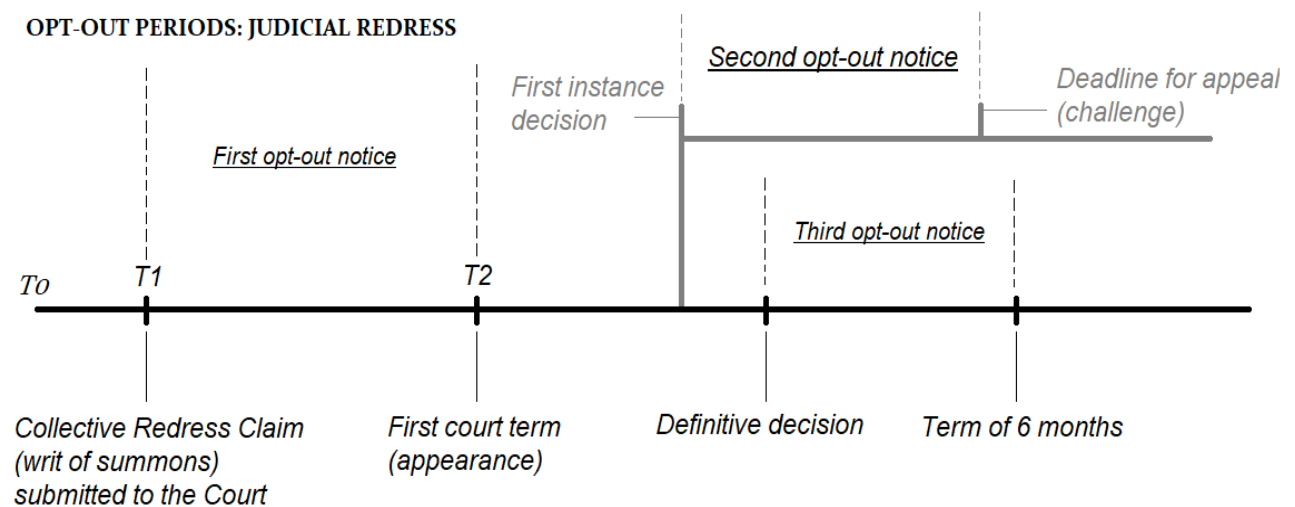 OPT-OUT PERIODS: JUDICIAL REDRESS
Second opt-out notice
First instance
decision
Deadline for appeal
(challenge)
First opt-out notice
Third opt-out notice
To
T1
T2
Collective Redress Claim
(writ of summons)
submitted to the Court
First court term
(appearance)
Definitive decision
Term of 6 months